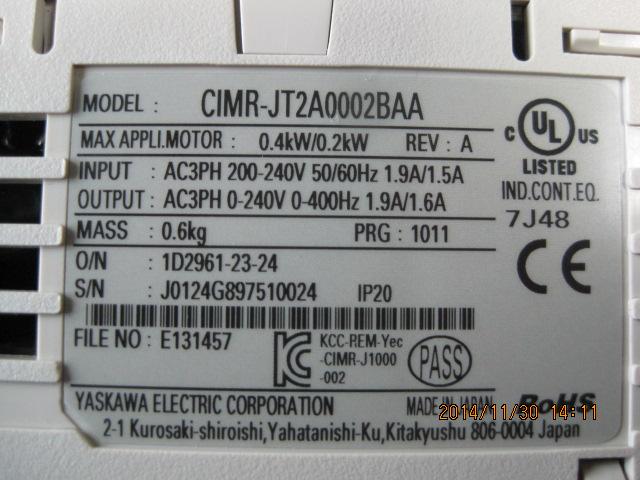 MODEL : CIMR-JT2A0002BAA
MAX APPLI.MOTOR : 0.4kW/0.2kW REV : A
INPUT : AC3PH 200-240V 50/60Hz 1.9A/1.5A
OUTPUT : AC3PH 0-240V 0-400Hz 1.9A/1.6A
MASS : 0.6kg PRG : 1011
O/N : 1D2961-23-24
S/N : J0124G897510024 IP20
FILE NO : E131457
C UL US
LISTED
IND.CONT.EQ.
7J48
CE
KC
KCC-REM-Yec
-CIMR-J1000
-002
PASS
YASKAWA ELECTRIC CORPORATION MADE IN JAPAN RoHS
2014/11/30 14:11
2-1 Kurosaki-shiroishi,Yahatanishi-Ku,Kitakyushu 806-0004 Japan